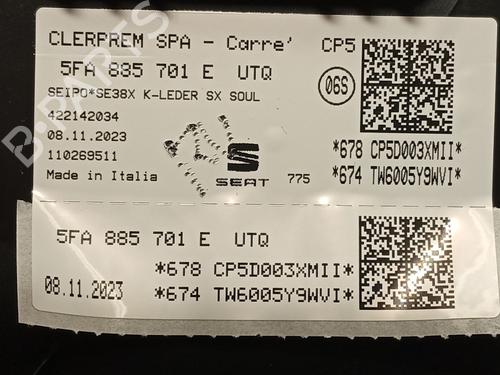 CLERPREM SPA - Carre' CP5
5FA 885 701 E UTQ
06S
SEIPO*SE38X K-LEDER SX SOUL
422142034
08.11.2023
110269511
Made in Italia
SEAT
775
*678 CP5D003XMII*
*674 TW6005Y9WVI*
5FA 885 701 E UTQ
*678 CP5D003XMII*
08.11.2023
*674 TW6005Y9WVI*
B-PARTS